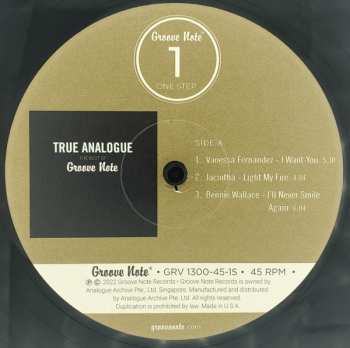 Groove Note®
1
ONE STEP
TRUE ANALOGUE
THE BEST OF
Groove Note
SIDE A
1. Vanessa Fernandez - I Want You 5.30
2. Jacintha - Light My Fire 4.04
3. Bennie Wallace - I'll Never Smile
Again 6.04
Groove Note® • GRV 1300-45-1S • 45 RPM •
℗ © 2022 Groove Note Records • Groove Note Records is owned by
Analogue Archive Pte. Ltd. Singapore. Manufactured and distributed
by Analogue Archive Pte. Ltd. All rights reserved.
Duplication is prohibited by law. Made in U.S.A.
groovenote.com